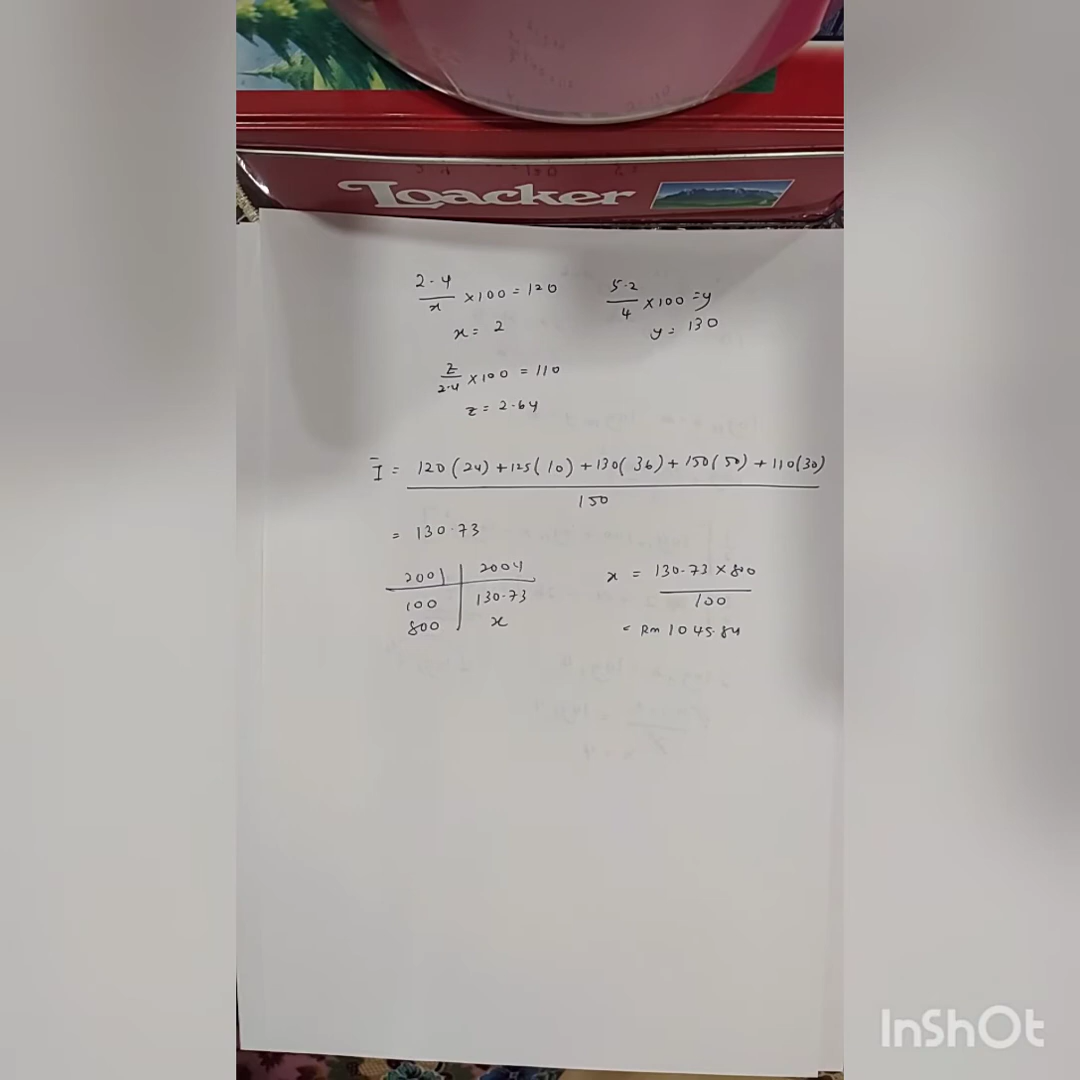 Loacker
2.4/x × 100 = 120
x = 2
5.2/4 × 100 = y
y = 130
z/2.4 × 100 = 110
z = 2.64
Ī = 120(24) + 125(10) + 130(36) + 150(50) + 110(30)
150
= 130.73
2001 | 2004
100 | 130.73
800 | x
x = 130.73 × 800
100
= Rm 1045.84
InShOt